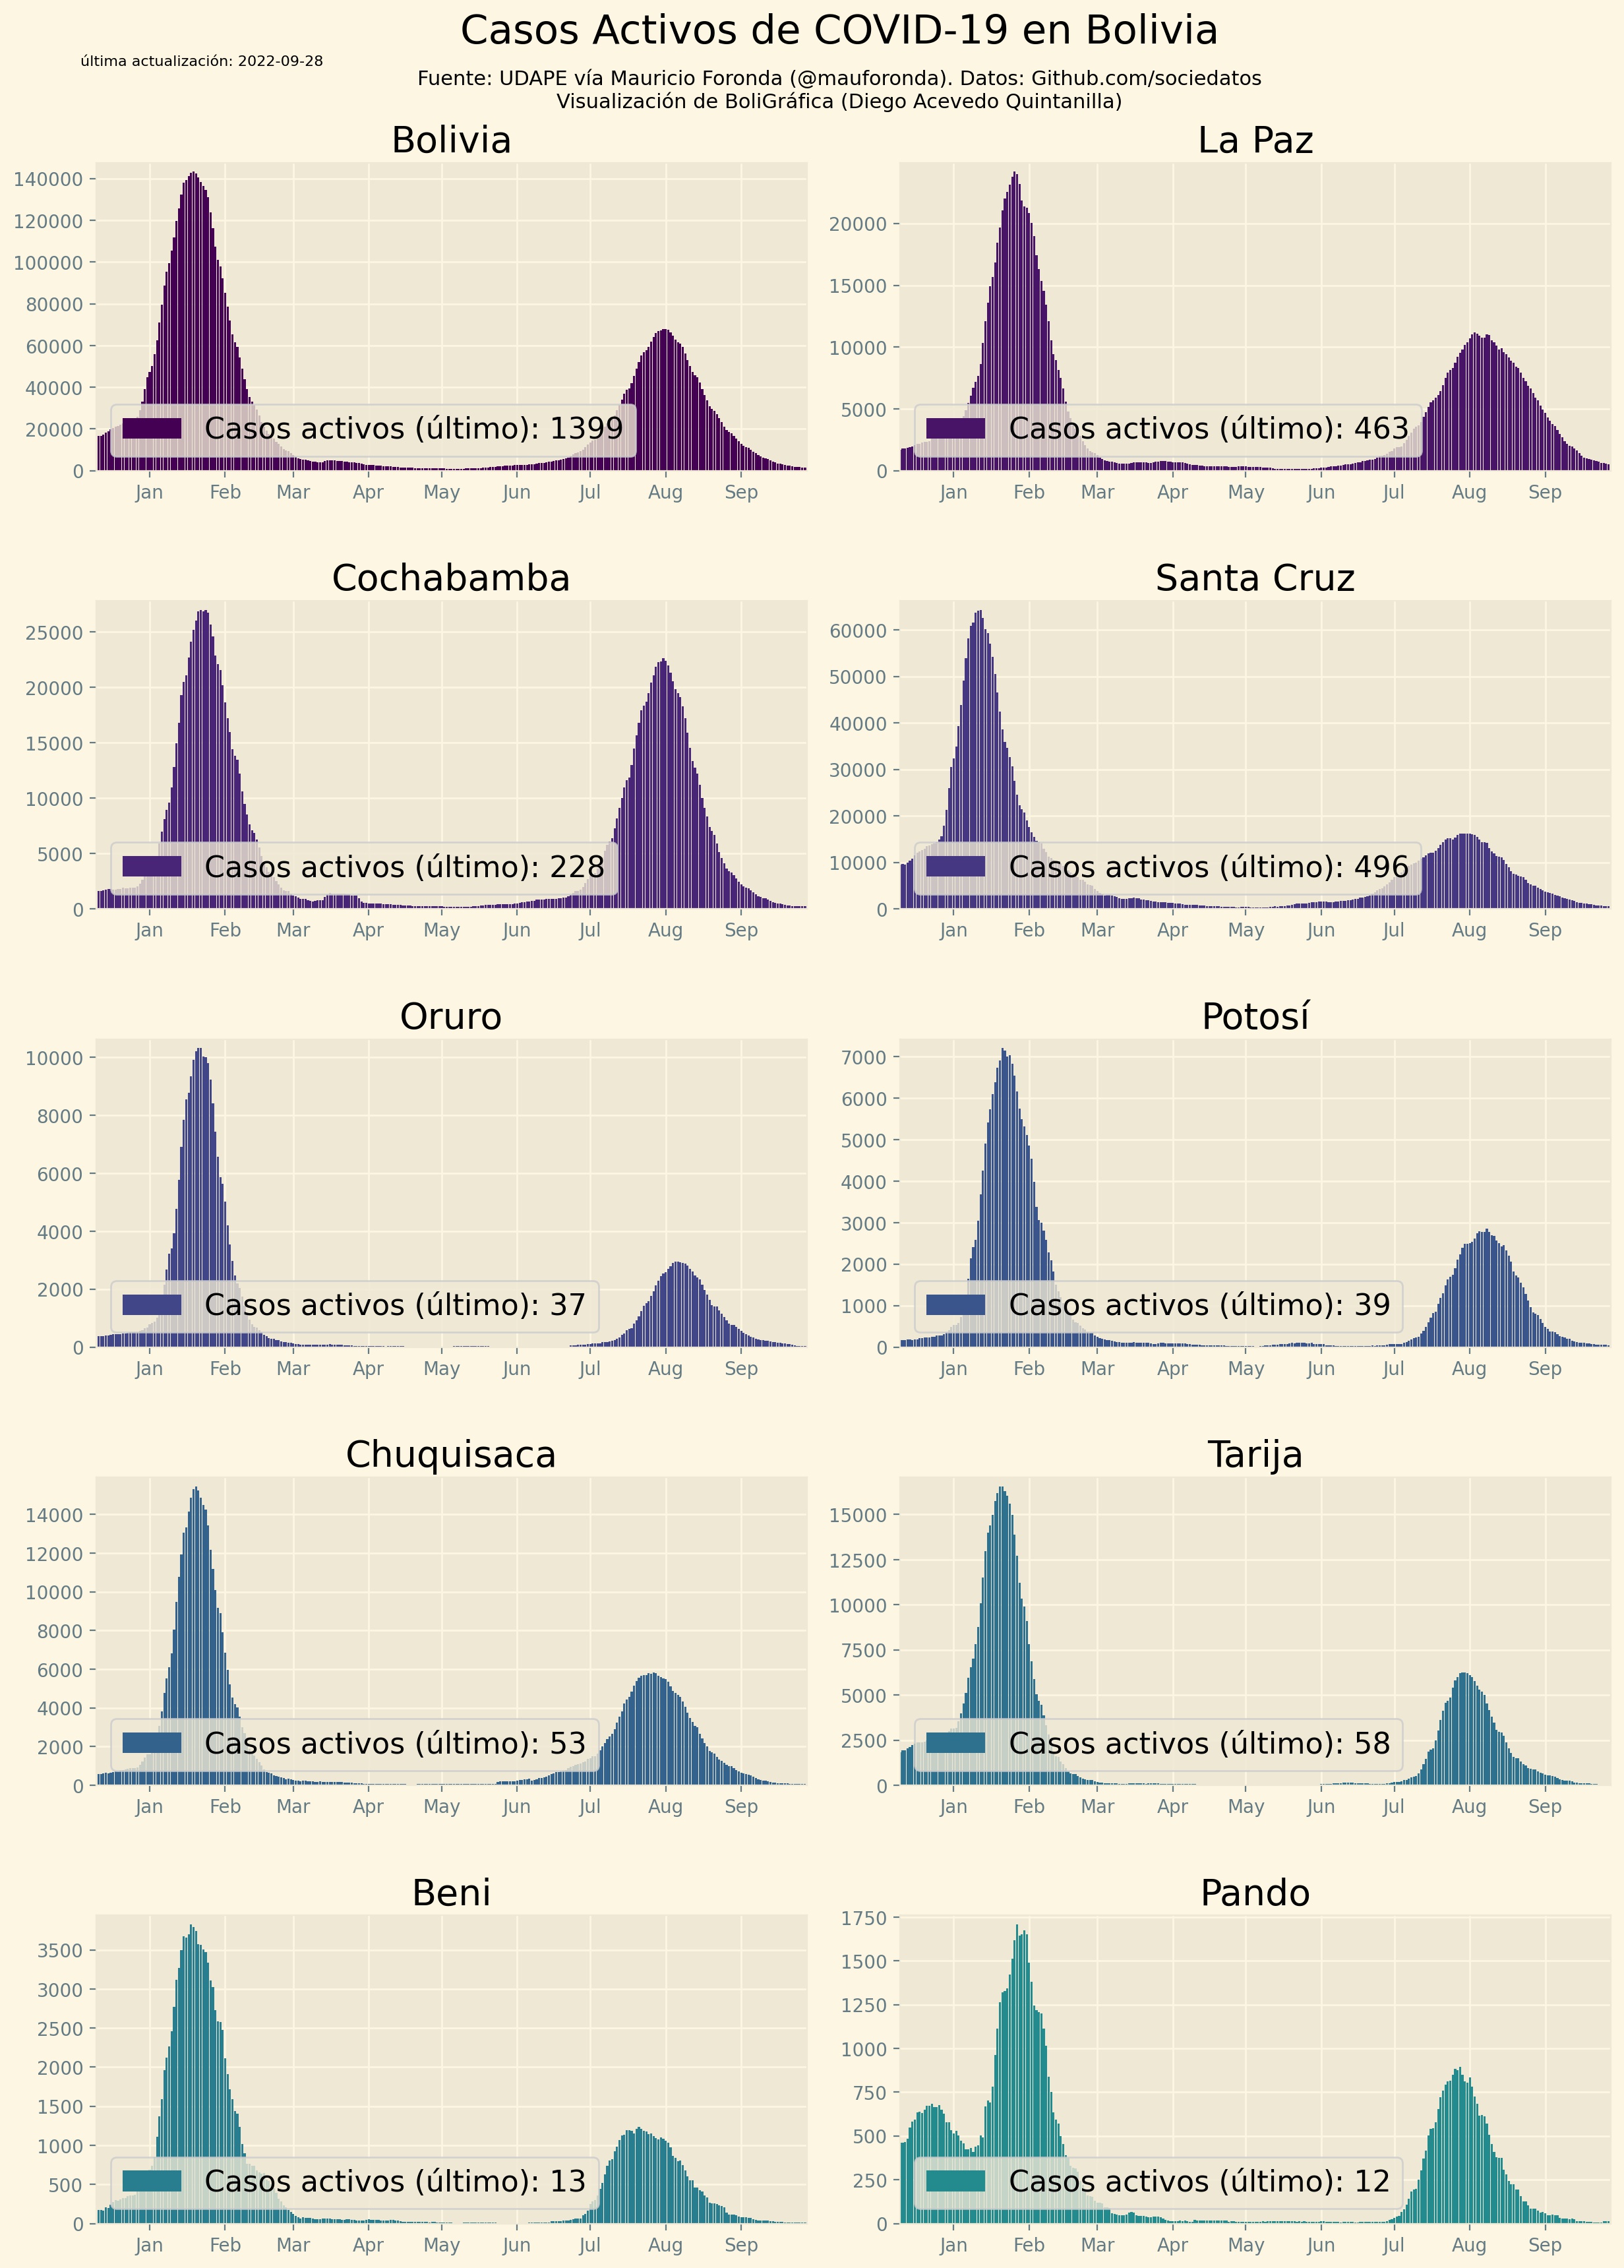 Casos Activos de COVID-19 en Bolivia
última actualización: 2022-09-28
Fuente: UDAPE vía Mauricio Foronda (@mauforonda). Datos: Github.com/sociedatos
Visualización de BoliGráfica (Diego Acevedo Quintanilla)
Bolivia
140000
120000
100000
80000
60000
40000
20000
0
Casos activos (último): 1399
Jan Feb Mar Apr May Jun Jul Aug Sep
La Paz
20000
15000
10000
5000
0
Casos activos (último): 463
Jan Feb Mar Apr May Jun Jul Aug Sep
Cochabamba
25000
20000
15000
10000
5000
0
Casos activos (último): 228
Jan Feb Mar Apr May Jun Jul Aug Sep
Santa Cruz
60000
50000
40000
30000
20000
10000
0
Casos activos (último): 496
Jan Feb Mar Apr May Jun Jul Aug Sep
Oruro
10000
8000
6000
4000
2000
0
Casos activos (último): 37
Jan Feb Mar Apr May Jun Jul Aug Sep
Potosí
7000
6000
5000
4000
3000
2000
1000
0
Casos activos (último): 39
Jan Feb Mar Apr May Jun Jul Aug Sep
Chuquisaca
14000
12000
10000
8000
6000
4000
2000
0
Casos activos (último): 53
Jan Feb Mar Apr May Jun Jul Aug Sep
Tarija
15000
12500
10000
7500
5000
2500
0
Casos activos (último): 58
Jan Feb Mar Apr May Jun Jul Aug Sep
Beni
3500
3000
2500
2000
1500
1000
500
0
Casos activos (último): 13
Jan Feb Mar Apr May Jun Jul Aug Sep
Pando
1750
1500
1250
1000
750
500
250
0
Casos activos (último): 12
Jan Feb Mar Apr May Jun Jul Aug Sep